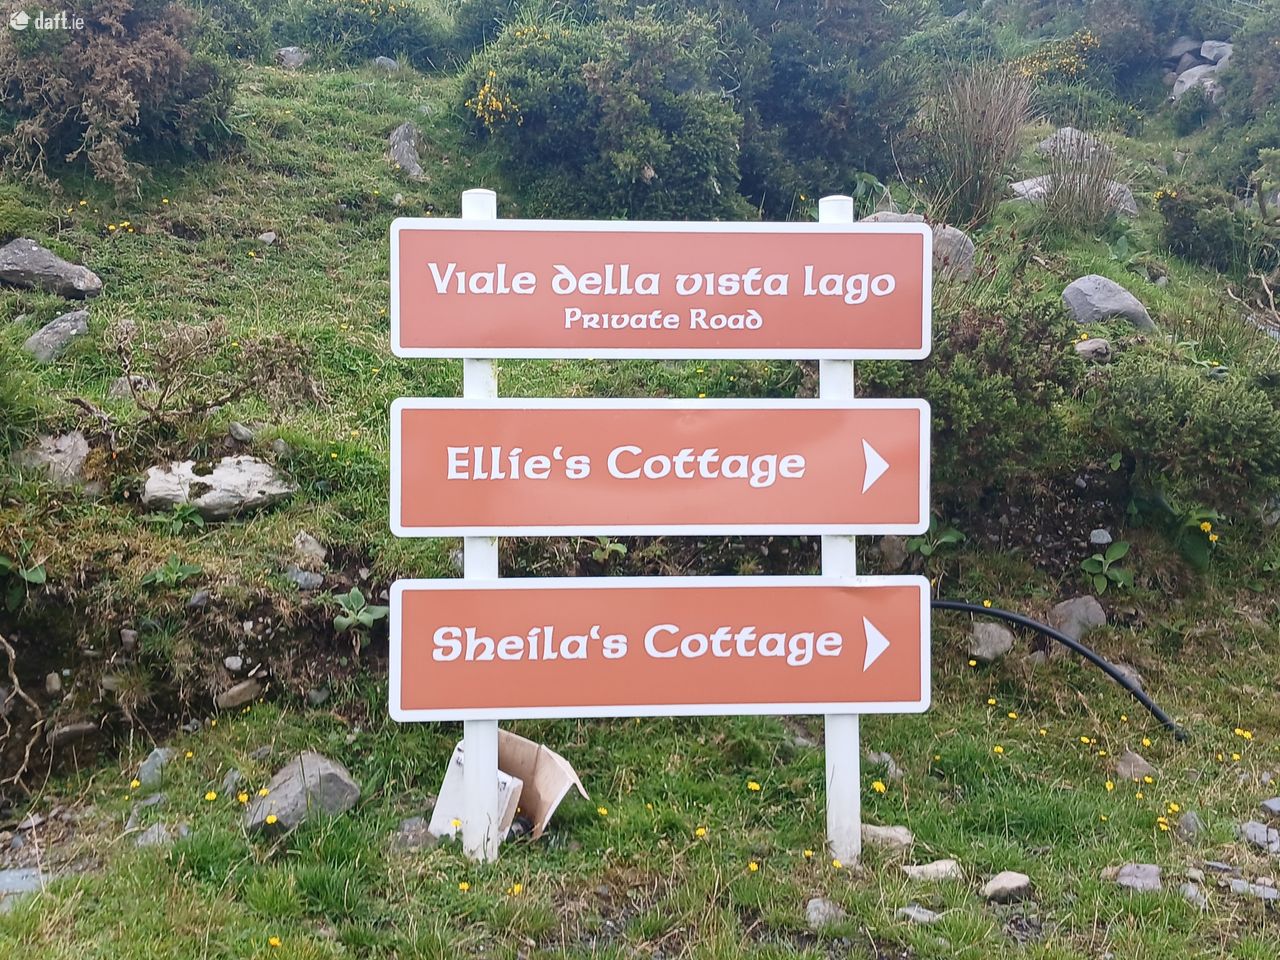 daft.ie
Viale della vista lago
Private Road
Ellie‘s Cottage
Sheila‘s Cottage